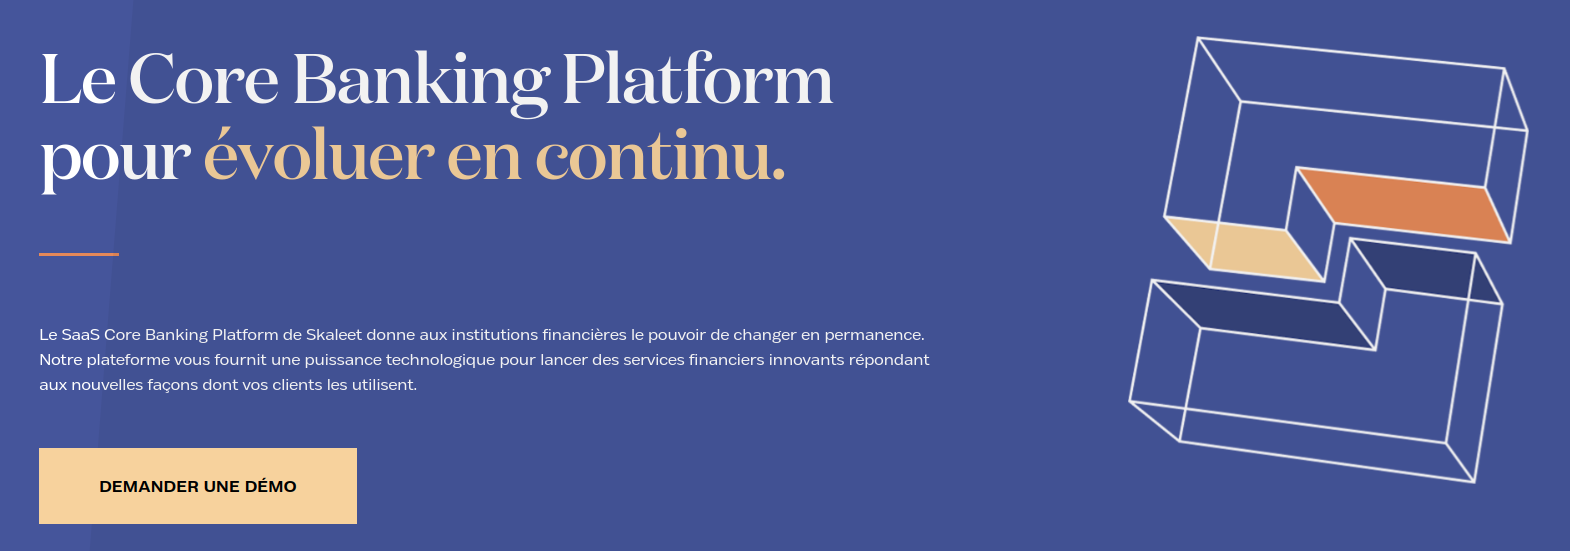 Le Core Banking Platform
pour évoluer en continu.
Le SaaS Core Banking Platform de Skaleet donne aux institutions financières le pouvoir de changer en permanence.
Notre plateforme vous fournit une puissance technologique pour lancer des services financiers innovants répondant
aux nouvelles façons dont vos clients les utilisent.
DEMANDER UNE DÉMO